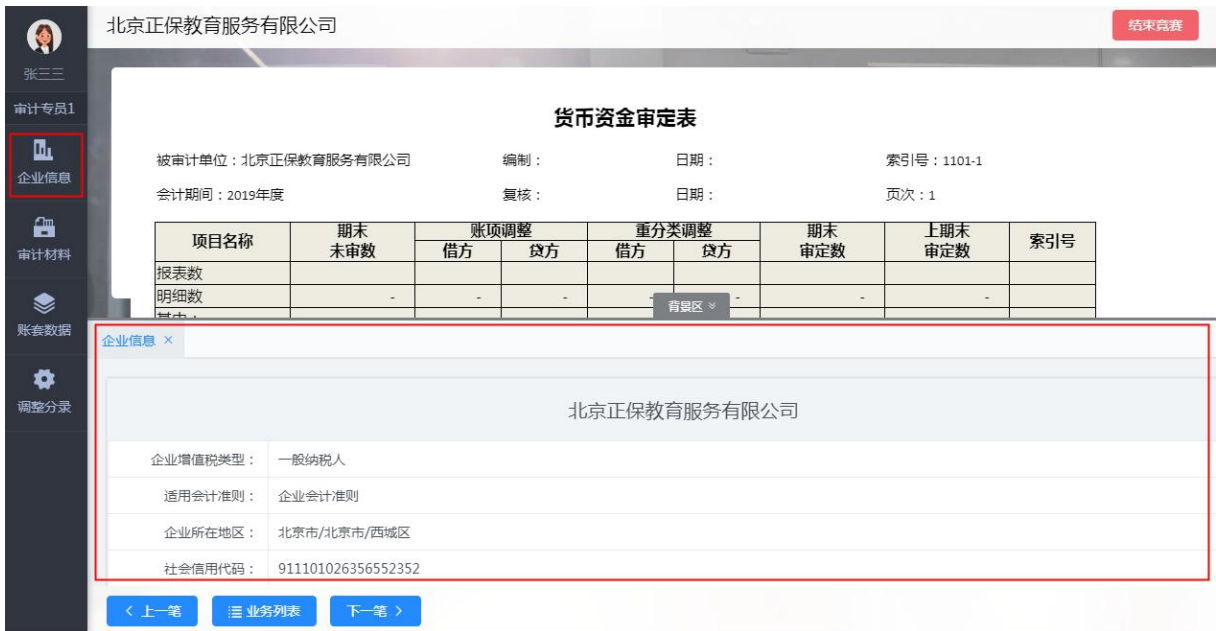 北京正保教育服务有限公司
结束竞赛
张三三
审计专员1
企业信息
审计材料
账套数据
调整分录
货币资金审定表
被审计单位：北京正保教育服务有限公司 编制： 日期： 索引号：1101-1
会计期间：2019年度 复核： 日期： 页次：1
项目名称 期末未审数 账项调整 重分类调整 期末审定数 上期末审定数 索引号
借方 贷方 借方 贷方
报表数
明细数 - - - - - - -
其中：
背景区
企业信息 ×
北京正保教育服务有限公司
企业增值税类型： 一般纳税人
适用会计准则： 企业会计准则
企业所在地区： 北京市/北京市/西城区
社会信用代码： 911101026356552352
< 上一笔 业务列表 下一笔 >